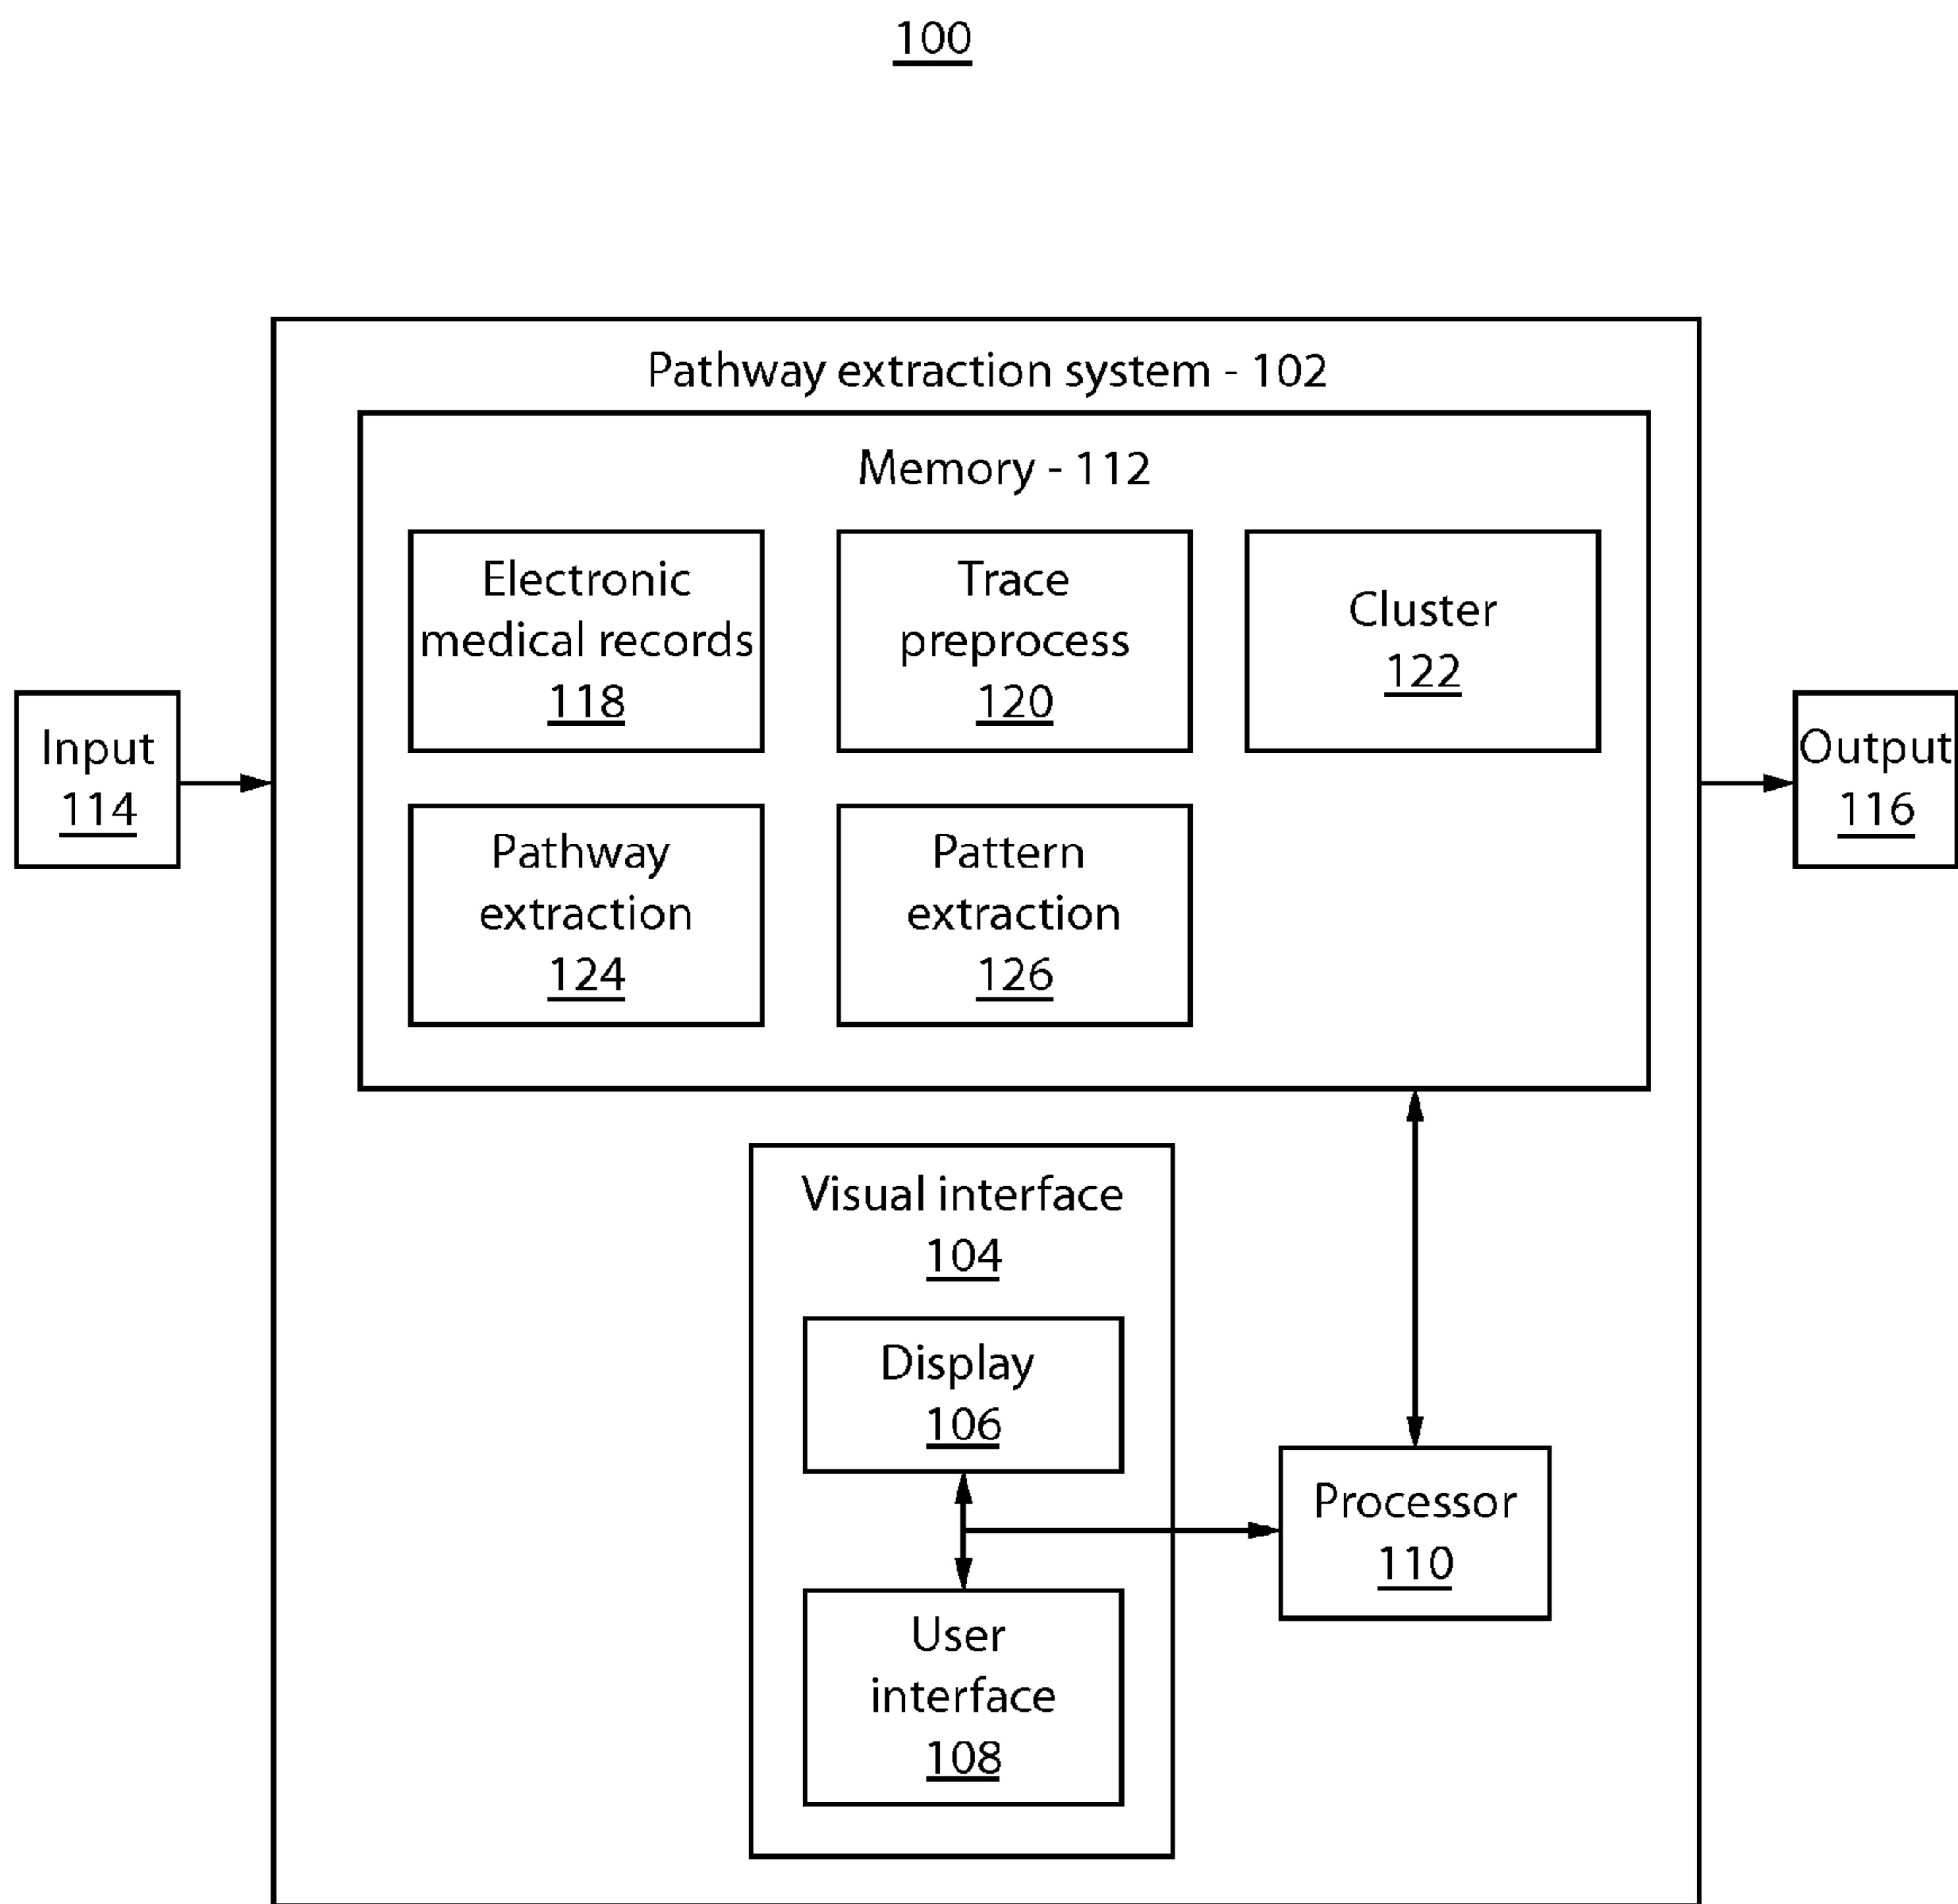 100
Pathway extraction system - 102
Memory - 112
Electronic
medical records
118
Trace
preprocess
120
Cluster
122
Input
114
Output
116
Pathway
extraction
124
Pattern
extraction
126
Visual interface
104
Display
106
Processor
110
User
interface
108